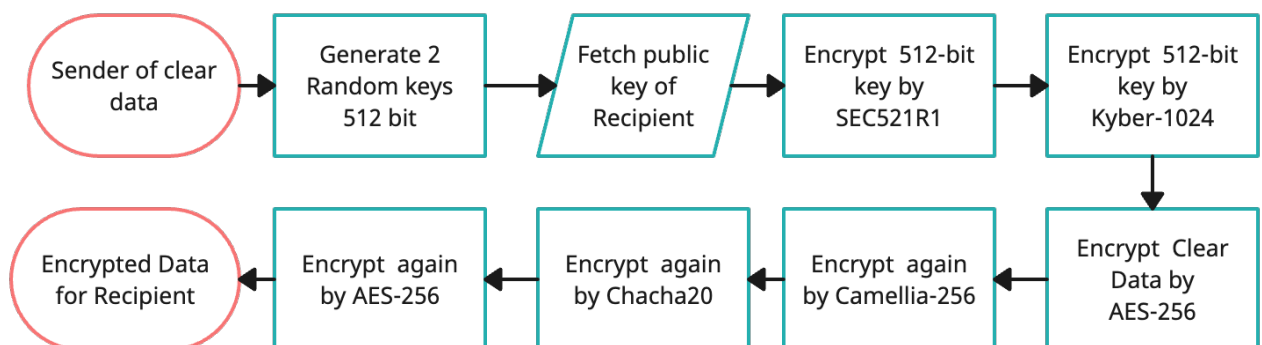 Sender of clear
data
Generate 2
Random keys
512 bit
Fetch public
key of
Recipient
Encrypt 512-bit
key by
SEC521R1
Encrypt 512-bit
key by
Kyber-1024
Encrypt Clear
Data by
AES-256
Encrypt again
by Camellia-256
Encrypt again
by Chacha20
Encrypt again
by AES-256
Encrypted Data
for Recipient